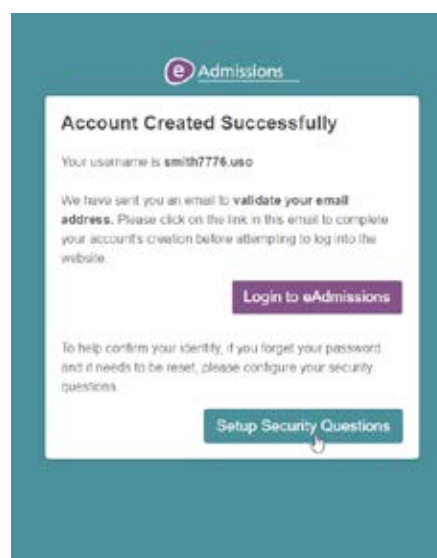 e Admissions
Account Created Successfully
Your username is smith7776.uso
We have sent you an email to validate your email
address. Please click on the link in this email to complete
your account's creation before attempting to log into the
website.
Login to eAdmissions
To help confirm your identity, if you forget your password
and it needs to be reset, please configure your security
questions.
Setup Security Questions